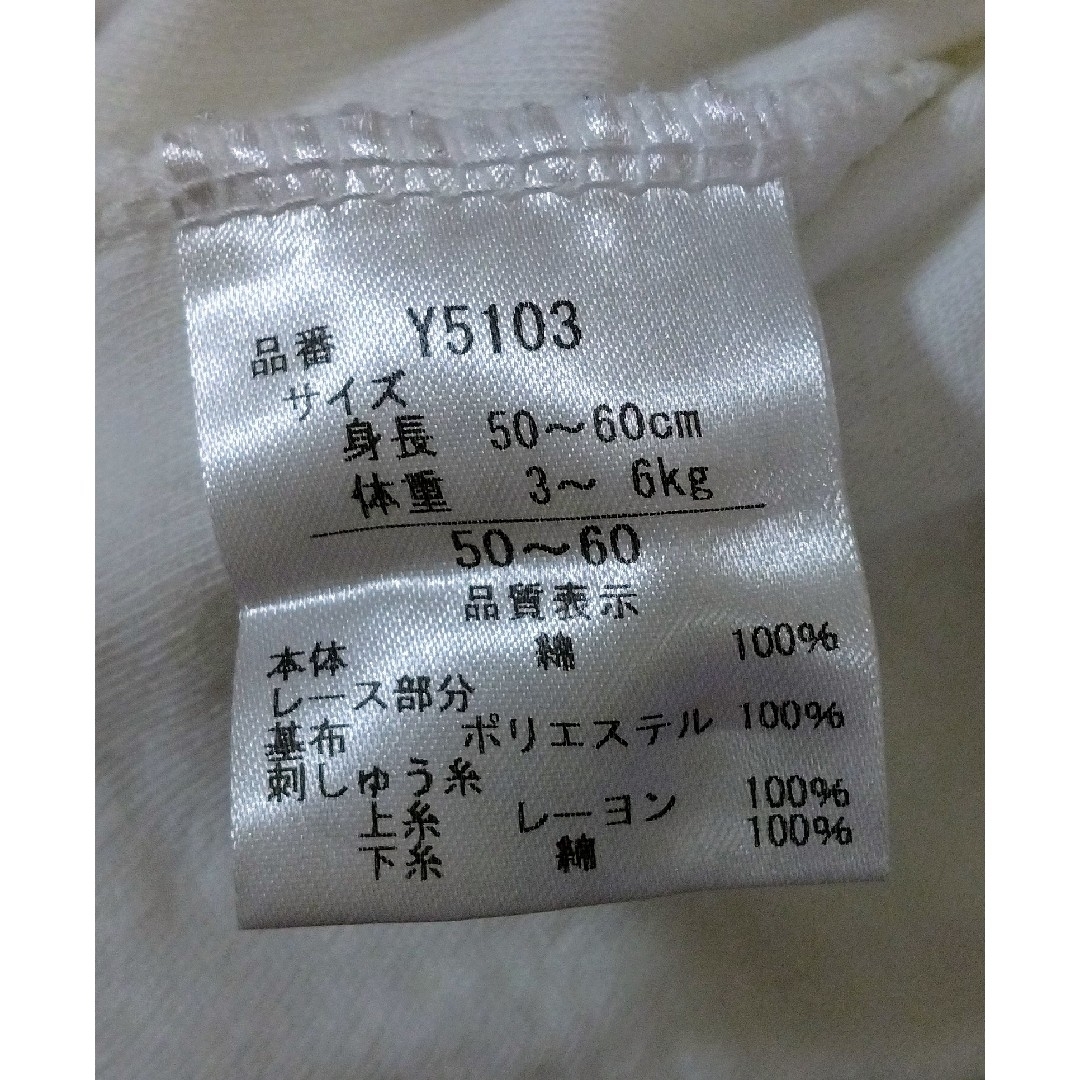 品番 Y5103
サイズ
身長 50～60cm
体重 3～ 6kg
50～60
品質表示
本体 綿 100%
レース部分
基布 ポリエステル 100%
刺しゅう糸
上糸 レーヨン 100%
下糸 綿 100%